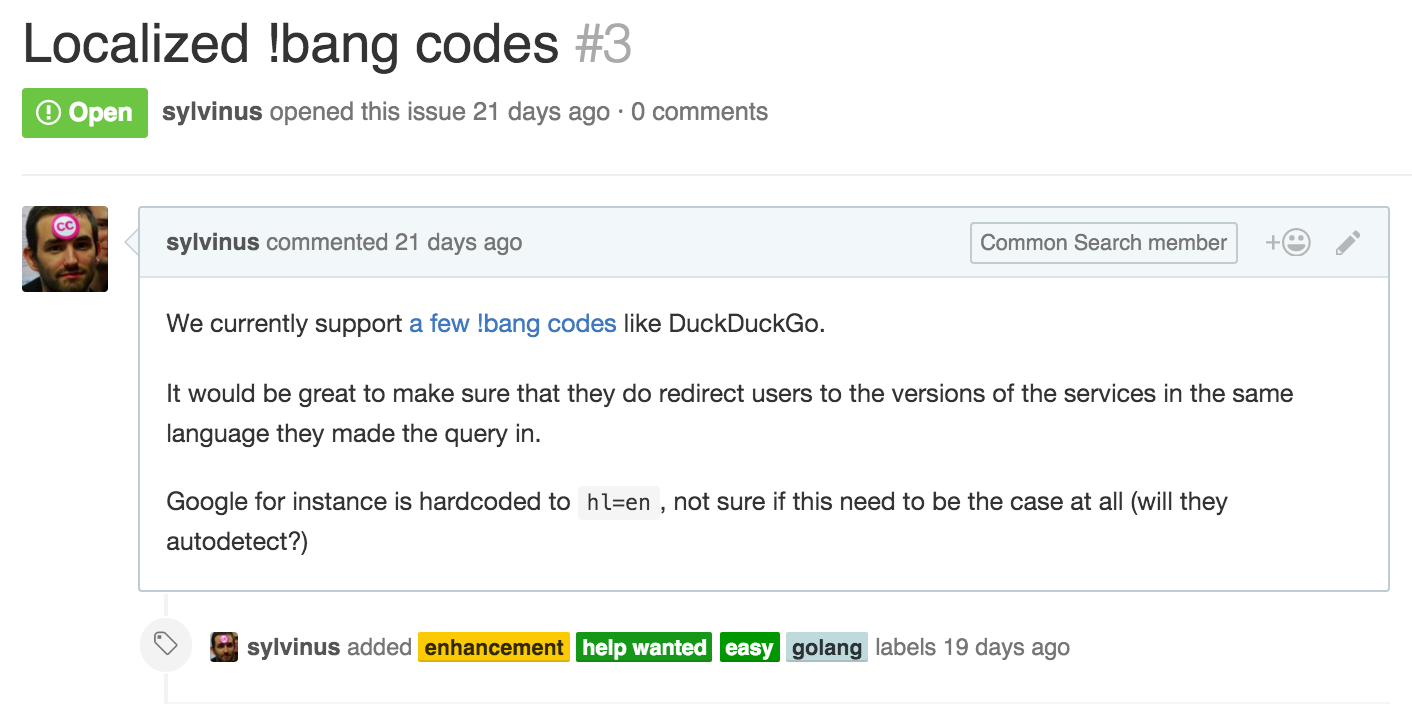 Localized !bang codes #3
Open sylvinus opened this issue 21 days ago · 0 comments
cc
sylvinus commented 21 days ago Common Search member +
We currently support a few !bang codes like DuckDuckGo.
It would be great to make sure that they do redirect users to the versions of the services in the same
language they made the query in.
Google for instance is hardcoded to hl=en , not sure if this need to be the case at all (will they
autodetect?)
sylvinus added enhancement help wanted easy golang labels 19 days ago